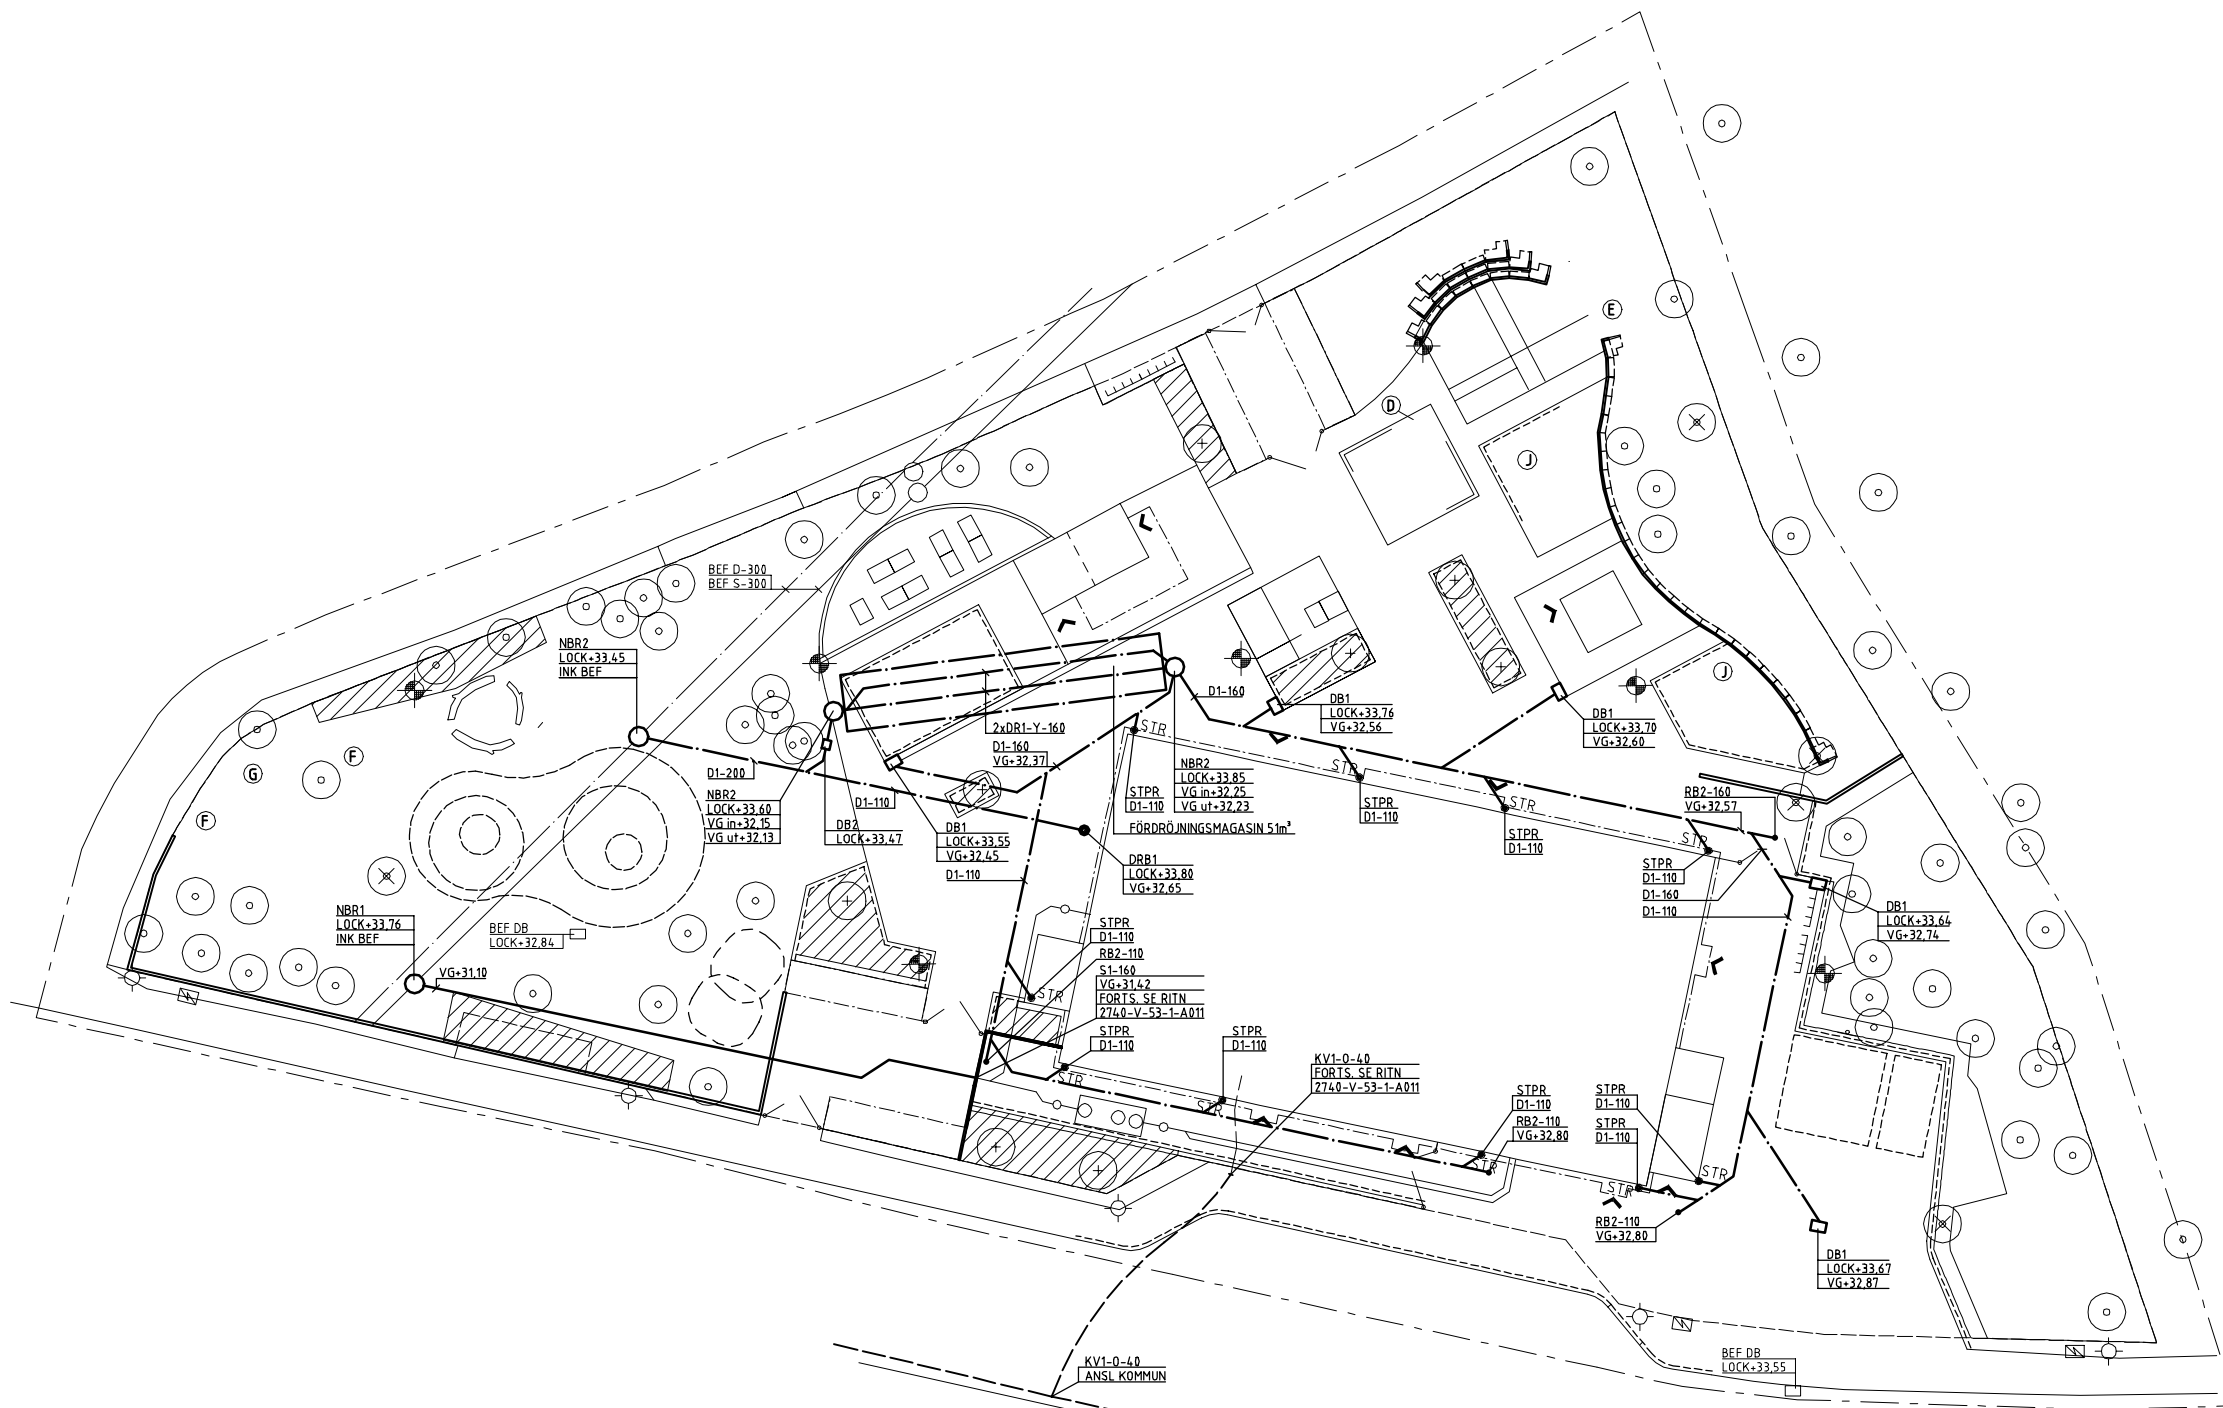 E
D
J
BEF D-300
BEF S-300
NBR2
LOCK+33,45
INK BEF
J
D1-160
DB1
LOCK+33,76
VG+32,56
DB1
LOCK+33,70
VG+32,60
2xDR1-Y-160
STR
D1-160
VG+32,37
F
G
D1-200
NBR2
LOCK+33,85
VG in+32,25
VG ut+32,23
STR
NBR2
LOCK+33,60
VG in+32,15
VG ut+32,13
D1-110
STPR
D1-110
STPR
D1-110
STR
RB2-160
VG+32,57
F
DB2
LOCK+33,47
DB1
LOCK+33,55
VG+32,45
FÖRDRÖJNINGSMAGASIN 51m³
STPR
D1-110
STR
D1-110
DRB1
LOCK+33,80
VG+32,65
STPR
D1-110
D1-160
D1-110
NBR1
LOCK+33,76
INK BEF
BEF DB
LOCK+32,84
DB1
LOCK+33,64
VG+32,74
STPR
D1-110
RB2-110
S1-160
VG+31,42
FORTS. SE RITN
2740-V-53-1-A011
VG+31,10
STR
STPR
D1-110
STPR
D1-110
KV1-0-40
FORTS. SE RITN
2740-V-53-1-A011
STR
STR
STPR
D1-110
RB2-110
VG+32,80
STPR
D1-110
STPR
D1-110
STR
STR
STR
RB2-110
VG+32,80
DB1
LOCK+33,67
VG+32,87
BEF DB
LOCK+33,55
KV1-0-40
ANSL KOMMUN